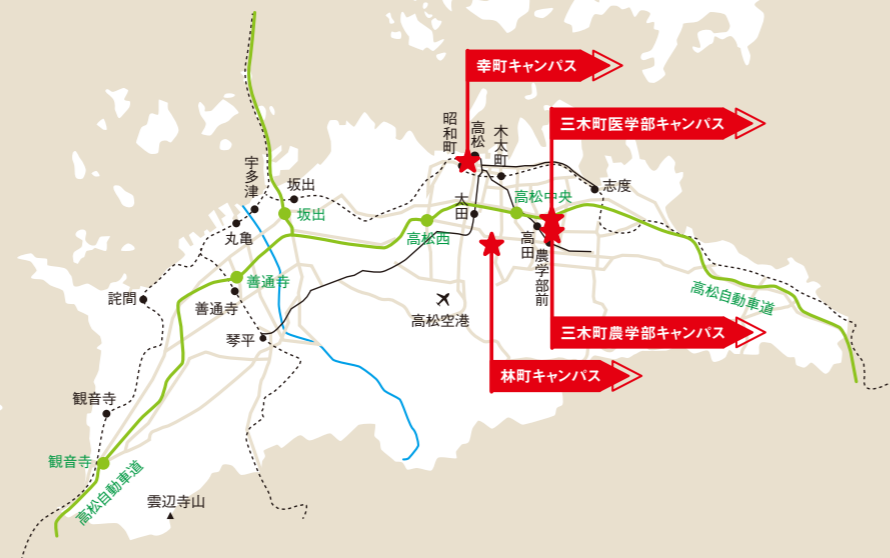 幸町キャンパス
三木町医学部キャンパス
昭和町
高松
木太町
志度
宇多津
坂出
坂出
丸亀
太田
高松中央
高松西
高田
農学部前
善通寺
善通寺
詫間
高松空港
高松自動車道
琴平
三木町農学部キャンパス
林町キャンパス
観音寺
観音寺
高松自動車道
雲辺寺山